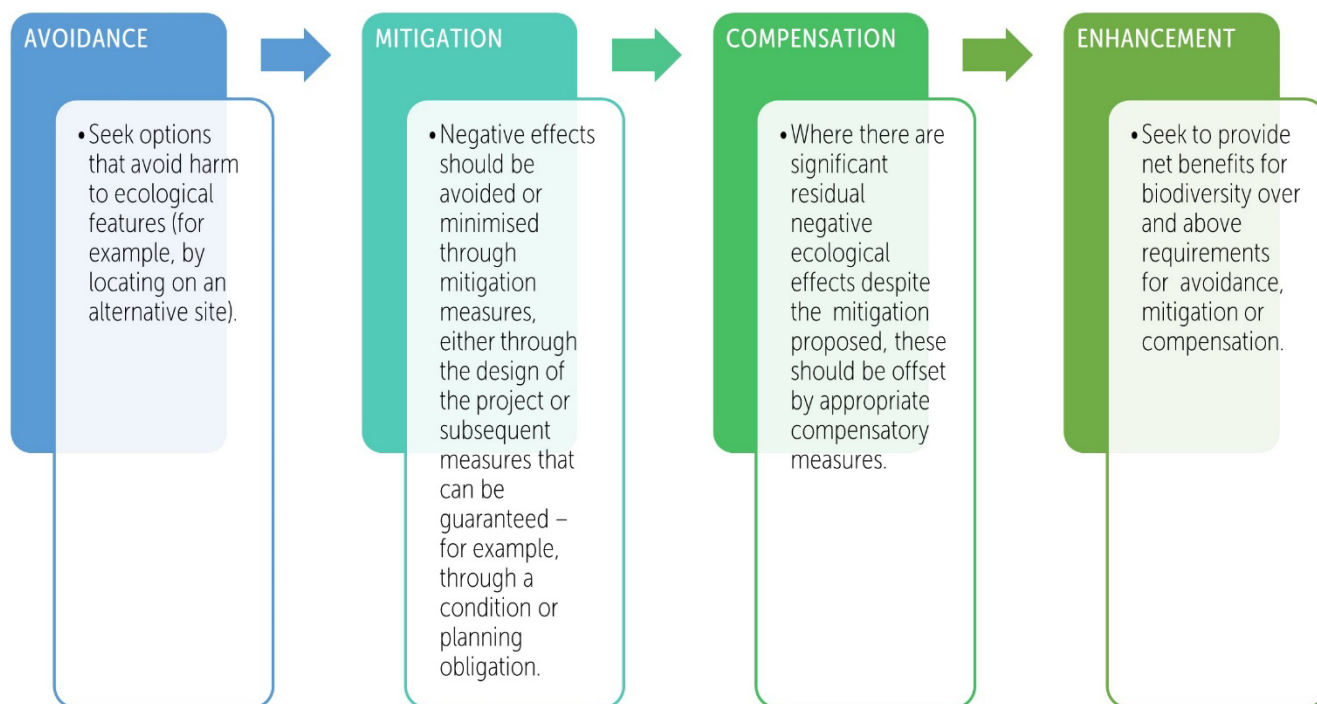 AVOIDANCE
• Seek options
that avoid harm
to ecological
features (for
example, by
locating on an
alternative site).
MITIGATION
• Negative effects
should be
avoided or
minimised
through
mitigation
measures,
either through
the design of
the project or
subsequent
measures that
can be
guaranteed –
for example,
through a
condition or
planning
obligation.
COMPENSATION
• Where there are
significant
residual
negative
ecological
effects despite
the mitigation
proposed, these
should be offset
by appropriate
compensatory
measures.
ENHANCEMENT
• Seek to provide
net benefits for
biodiversity over
and above
requirements
for avoidance,
mitigation or
compensation.